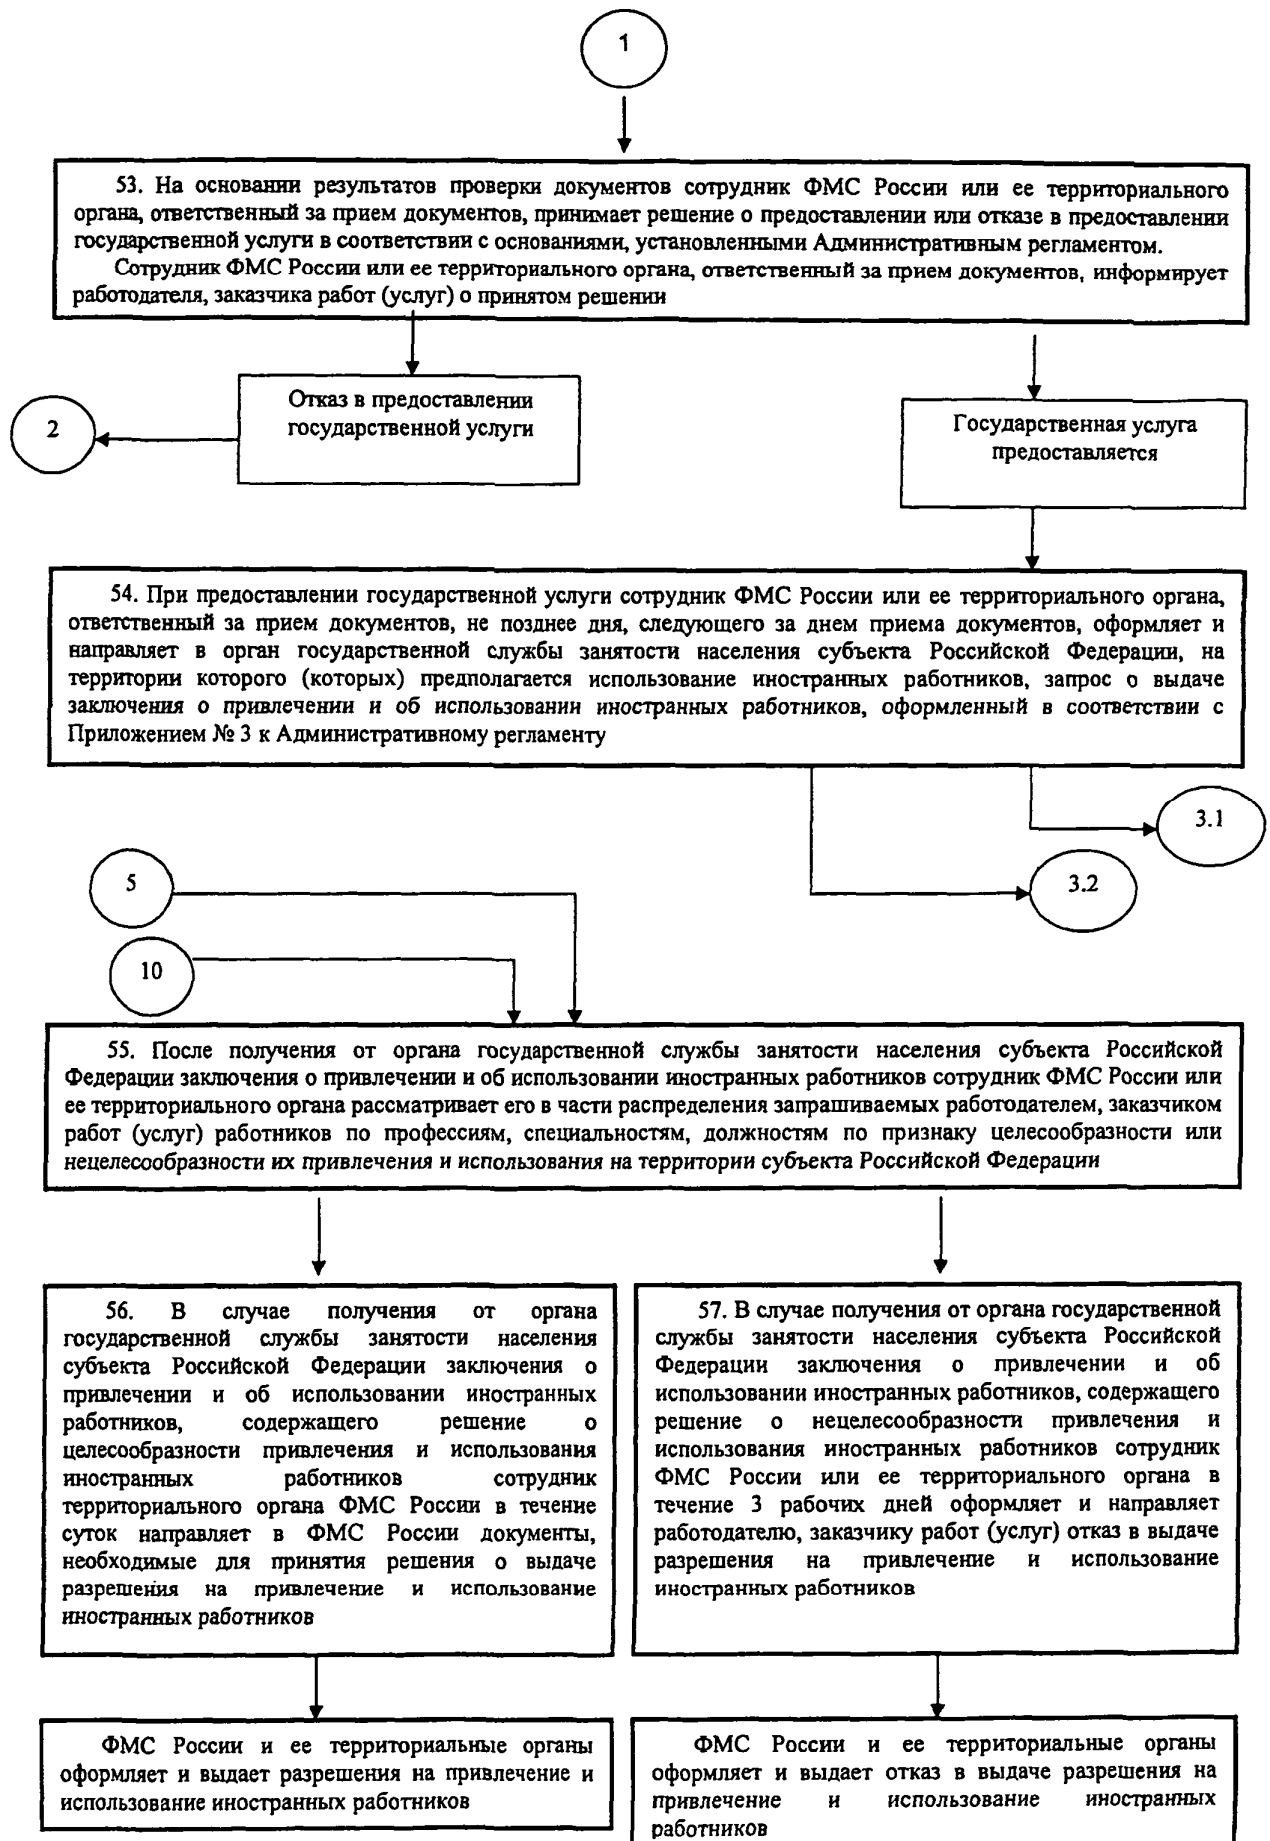 1
53. На основании результатов проверки документов сотрудник ФМС России или ее территориального
органа, ответственный за прием документов, принимает решение о предоставлении или отказе в предоставлении
государственной услуги в соответствии с основаниями, установленными Административным регламентом.
Сотрудник ФМС России или ее территориального органа, ответственный за прием документов, информирует
работодателя, заказчика работ (услуг) о принятом решении
Отказ в предоставлении
государственной услуги
2
Государственная услуга
предоставляется
54. При предоставлении государственной услуги сотрудник ФМС России или ее территориального органа,
ответственный за прием документов, не позднее дня, следующего за днем приема документов, оформляет и
направляет в орган государственной службы занятости населения субъекта Российской Федерации, на
территории которого (которых) предполагается использование иностранных работников, запрос о выдаче
заключения о привлечении и об использовании иностранных работников, оформленный в соответствии с
Приложением № 3 к Административному регламенту
3.1
3.2
5
10
55. После получения от органа государственной службы занятости населения субъекта Российской
Федерации заключения о привлечении и об использовании иностранных работников сотрудник ФМС России или
ее территориального органа рассматривает его в части распределения запрашиваемых работодателем, заказчиком
работ (услуг) работников по профессиям, специальностям, должностям по признаку целесообразности или
нецелесообразности их привлечения и использования на территории субъекта Российской Федерации
56. В случае получения от органа
государственной службы занятости населения
субъекта Российской Федерации заключения о
привлечении и об использовании иностранных
работников, содержащего решение о
целесообразности привлечения и использования
иностранных работников сотрудник
территориального органа ФМС России в течение
суток направляет в ФМС России документы,
необходимые для принятия решения о выдаче
разрешения на привлечение и использование
иностранных работников
57. В случае получения от органа государственной
службы занятости населения субъекта Российской
Федерации заключения о привлечении и об
использовании иностранных работников, содержащего
решение о нецелесообразности привлечения и
использования иностранных работников сотрудник
ФМС России или ее территориального органа в
течение 3 рабочих дней оформляет и направляет
работодателю, заказчику работ (услуг) отказ в выдаче
разрешения на привлечение и использование
иностранных работников
ФМС России и ее территориальные органы
оформляет и выдает разрешения на привлечение и
использование иностранных работников
ФМС России и ее территориальные органы
оформляет и выдает отказ в выдаче разрешения на
привлечение и использование иностранных
работников